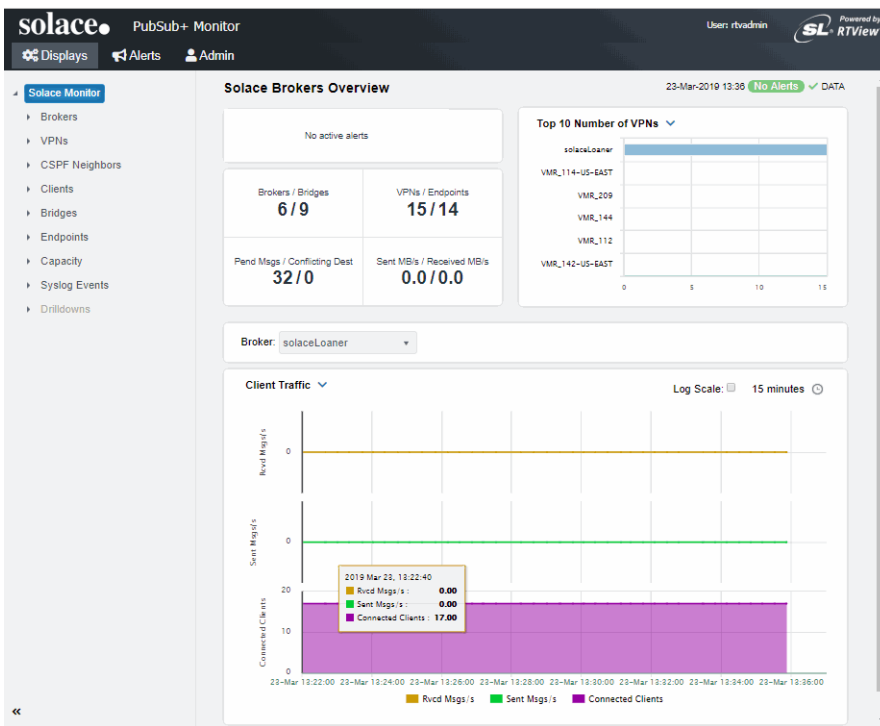 solace. PubSub+ Monitor
User: rtvadmin
SL Powered by RTView
Displays Alerts Admin
Solace Monitor
Brokers
VPNs
CSPF Neighbors
Clients
Bridges
Endpoints
Capacity
Syslog Events
Drilldowns
Solace Brokers Overview
23-Mar-2019 13:36 No Alerts DATA
No active alerts
Brokers / Bridges
6/9
VPNs / Endpoints
15/14
Pend Msgs / Conflicting Dest
32/0
Sent MB/s / Received MB/s
0.0/0.0
Top 10 Number of VPNs
solaceLoaner
VMR_114-US-EAST
VMR_209
VMR_144
VMR_112
VMR_142-US-EAST
0 5 10 15
Broker: solaceLoaner
Client Traffic
Log Scale: 15 minutes
Rcvd Msgs/s
0
Sent Msgs/s
0
2019 Mar 23, 13:22:40
Rvcd Msgs/s : 0.00
Sent Msgs/s : 0.00
Connected Clients : 17.00
Connected Clients
20
10
0
23-Mar 13:22:00 23-Mar 13:24:00 23-Mar 13:26:00 23-Mar 13:28:00 23-Mar 13:30:00 23-Mar 13:32:00 23-Mar 13:34:00 23-Mar 13:36:00
Rvcd Msgs/s Sent Msgs/s Connected Clients
«